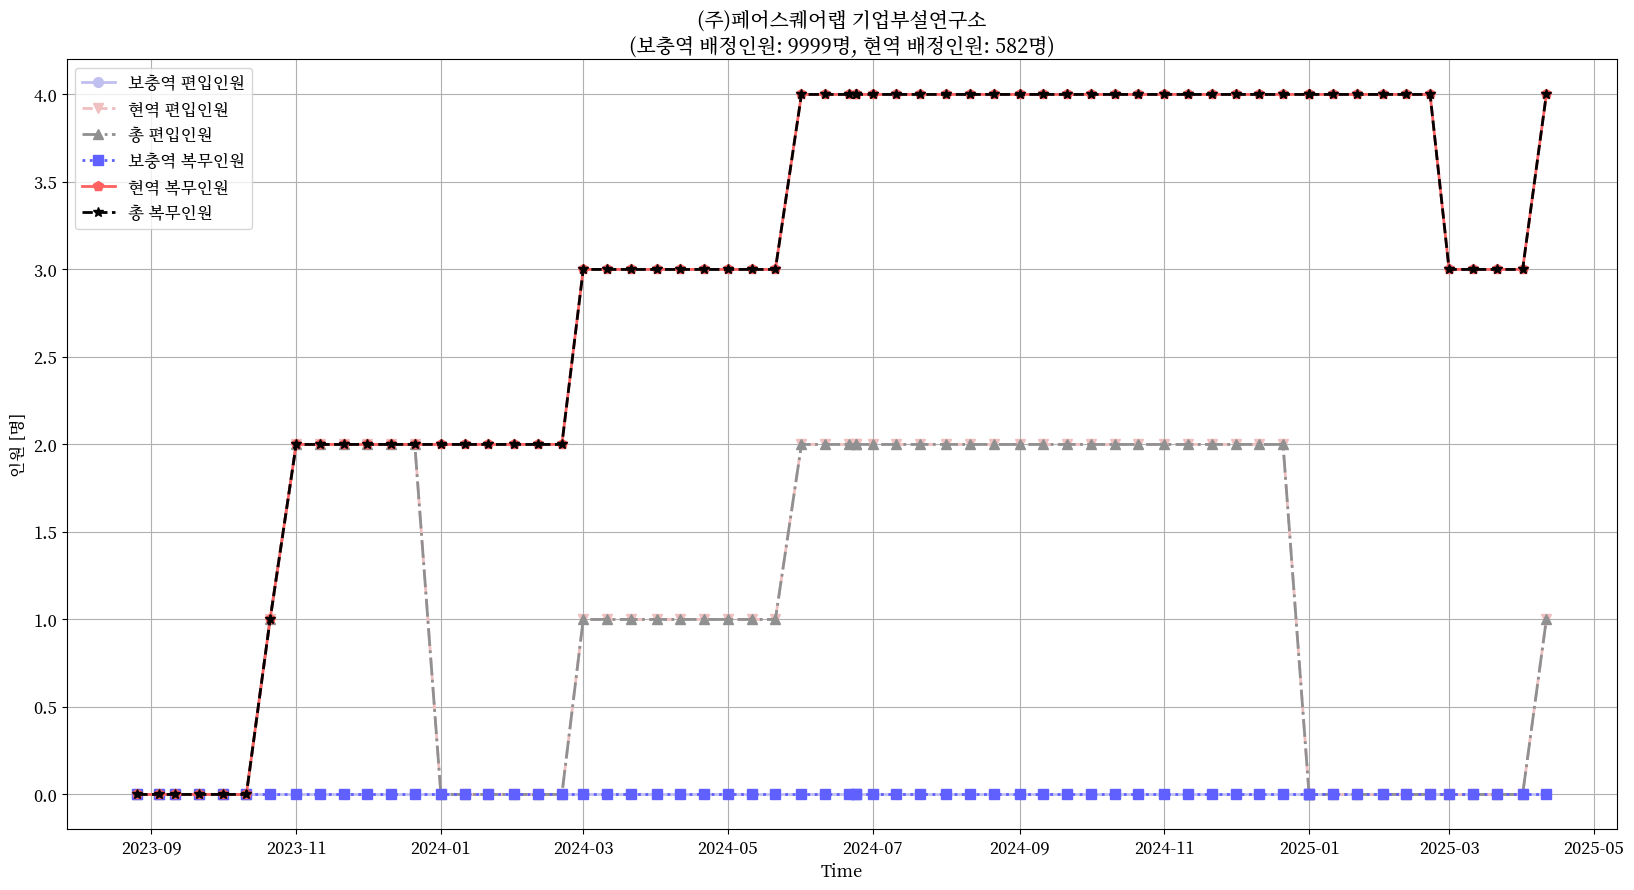 (주)페어스퀘어랩 기업부설연구소
(보충역 배정인원: 9999명, 현역 배정인원: 582명)
보충역 편입인원
현역 편입인원
총 편입인원
보충역 복무인원
현역 복무인원
총 복무인원
4.0
3.5
3.0
2.5
2.0
1.5
1.0
0.5
0.0
인원 [명]
2023-09
2023-11
2024-01
2024-03
2024-05
2024-07
2024-09
2024-11
2025-01
2025-03
2025-05
Time